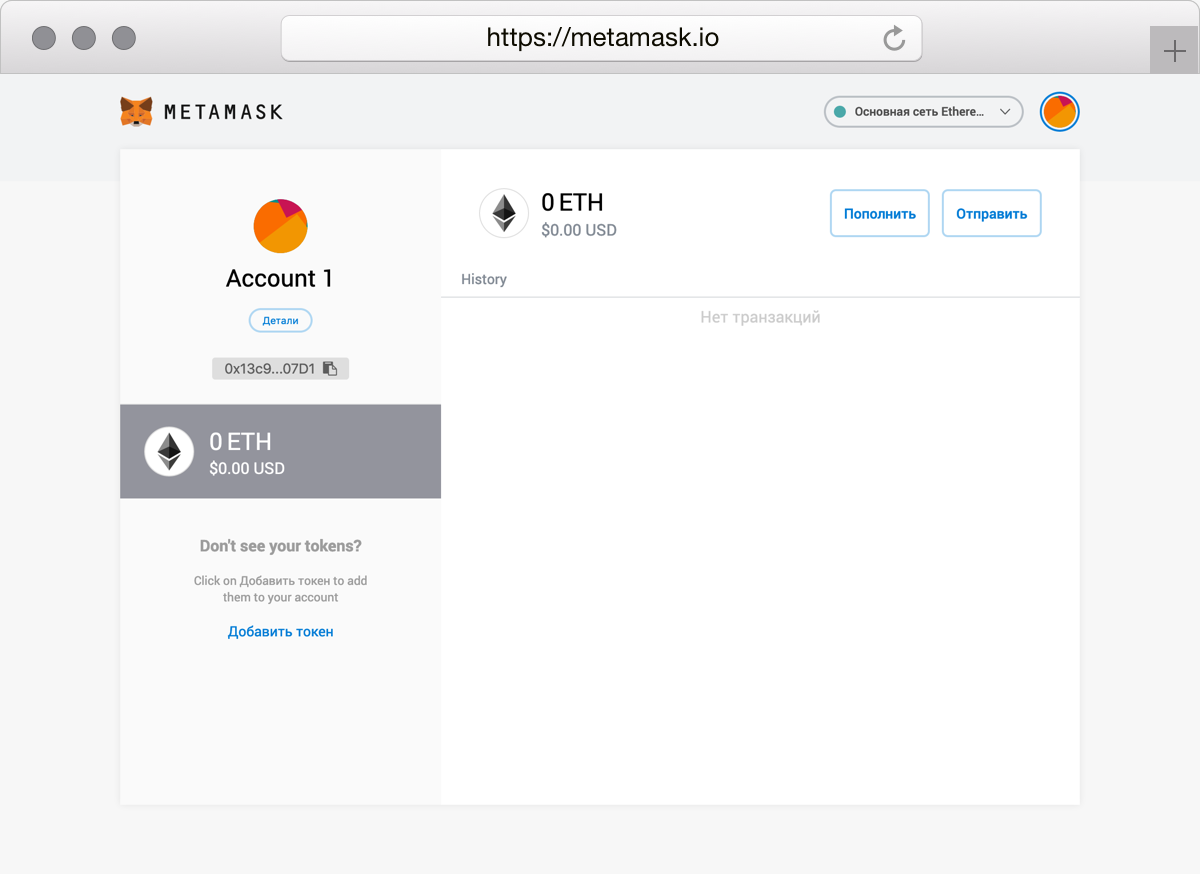 https://metamask.io
METAMASK
Основная сеть Ethere...
Account 1
Детали
0x13c9...07D1
0 ETH
$0.00 USD
Don't see your tokens?
Click on Добавить токен to add
them to your account
Добавить токен
0 ETH
$0.00 USD
Пополнить
Отправить
History
Нет транзакций